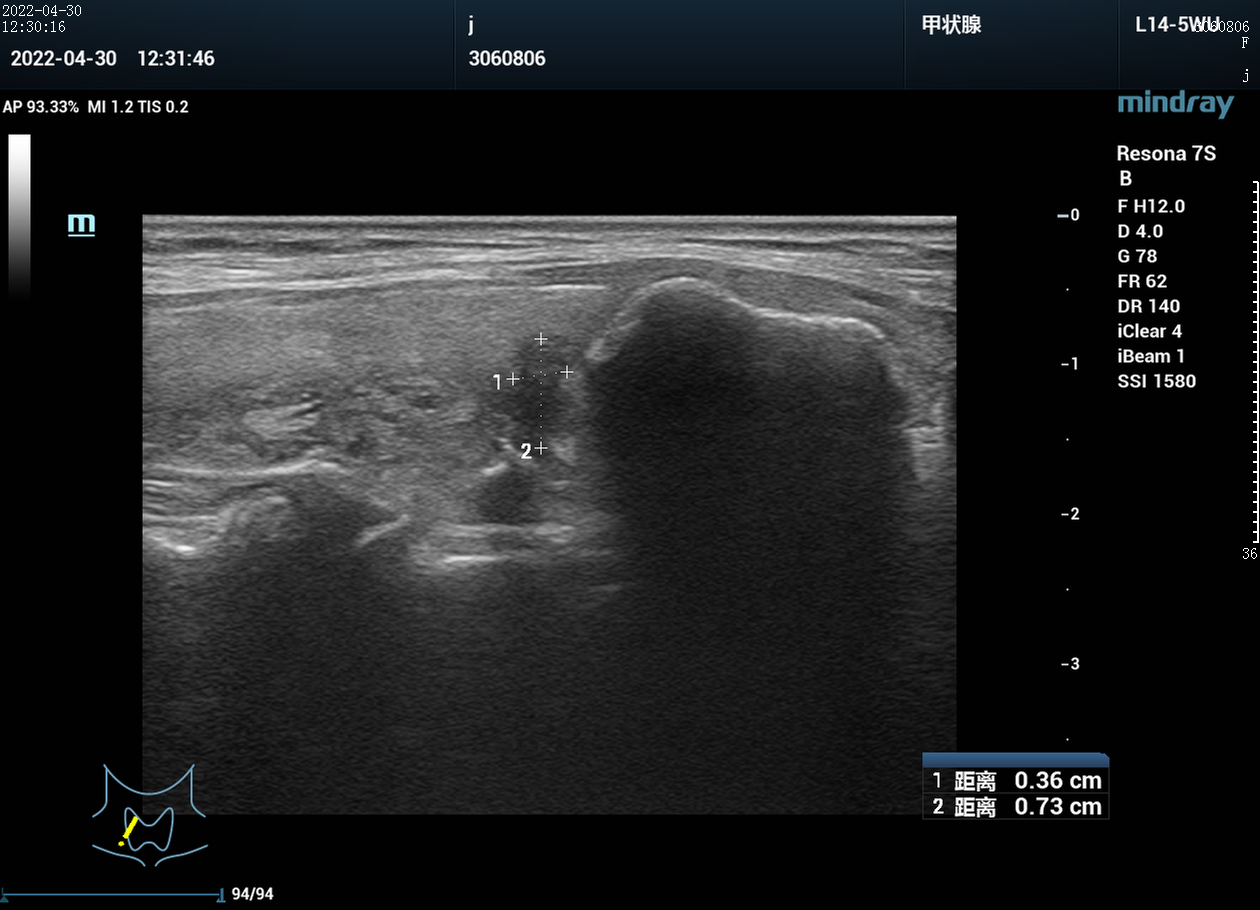 2022-04-30
12:30:16
2022-04-30 12:31:46
j
3060806
甲状腺
L14-5WU
3060806
F
j
AP 93.33% MI 1.2 TIS 0.2
mindray
Resona 7S
B
F H12.0
D 4.0
G 78
FR 62
DR 140
iClear 4
iBeam 1
SSI 1580
m
0
-1
-2
-3
36
1
2
1 距离 0.36 cm
2 距离 0.73 cm
94/94